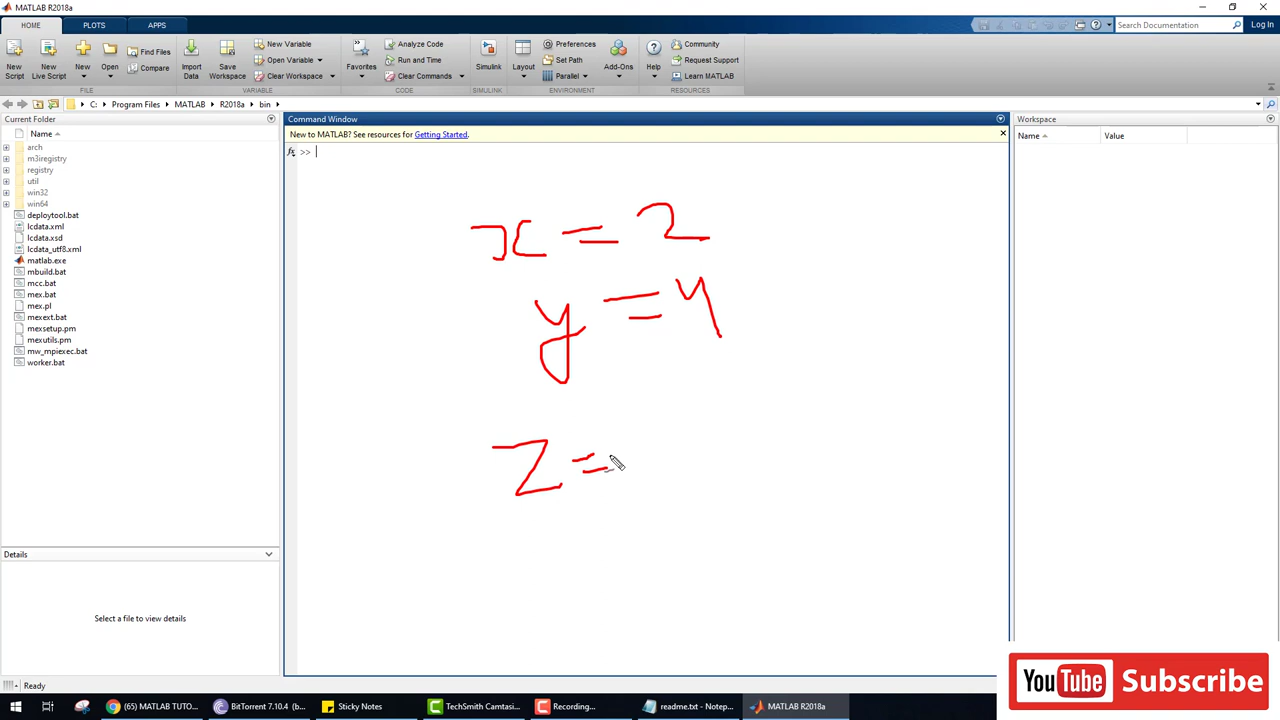 MATLAB R2018a
HOME PLOTS APPS Search Documentation Log In
New Script New Live Script New Open Find Files Compare Import Data Save Workspace New Variable Open Variable Clear Workspace Favorites Analyze Code Run and Time Clear Commands Simulink Layout Preferences Set Path Parallel Add-Ons Help Community Request Support Learn MATLAB
FILE VARIABLE CODE SIMULINK ENVIRONMENT RESOURCES
C: Program Files MATLAB R2018a bin
Current Folder
Name
arch
m3iregistry
registry
util
win32
win64
deploytool.bat
lcdata.xml
lcdata.xsd
lcdata_utf8.xml
matlab.exe
mbuild.bat
mcc.bat
mex.bat
mex.pl
mexext.bat
mexsetup.pm
mexutils.pm
mw_mpiexec.bat
worker.bat
Details
Select a file to view details
Command Window
New to MATLAB? See resources for Getting Started.
fx >>
x = 2
y = 4
z =
Workspace
Name Value
Ready
YouTube Subscribe
(65) MATLAB TUTO... BitTorrent 7.10.4 (b... Sticky Notes TechSmith Camtasi... Recording... readme.txt - Notep... MATLAB R2018a